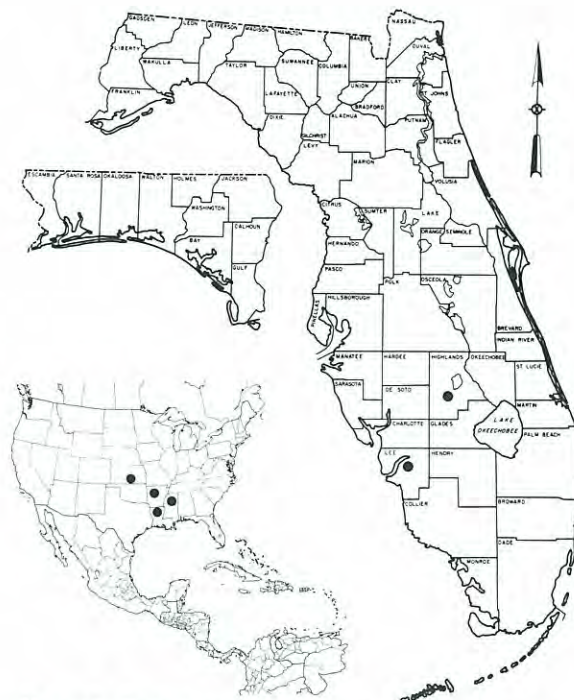 NASSAU
GADSDEN
LEON
JEFFERSON
MADISON
HAMILTON
BAKER
DUVAL
LIBERTY
WAKULLA
TAYLOR
SUWANNEE
COLUMBIA
LAFAYETTE
UNION
CLAY
ST JOHNS
FRANKLIN
BRADFORD
DIXIE
GILCHRIST
ALACHUA
PUTNAM
LEVY
FLAGLER
MARION
VOLUSIA
ESCAMBIA
SANTA ROSA
OKALOOSA
WALTON
HOLMES
JACKSON
WASHINGTON
BAY
CALHOUN
GULF
CITRUS
SUMTER
LAKE
ORANGE
SEMINOLE
HERNANDO
PASCO
POLK
OSCEOLA
PINELLAS
HILLSBOROUGH
BREVARD
INDIAN RIVER
MANATEE
HARDEE
HIGHLANDS
OKEECHOBEE
ST LUCIE
SARASOTA
DE SOTO
MARTIN
CHARLOTTE
GLADES
LAKE
OKEECHOBEE
PALM BEACH
LEE
HENDRY
COLLIER
BROWARD
DADE
MONROE